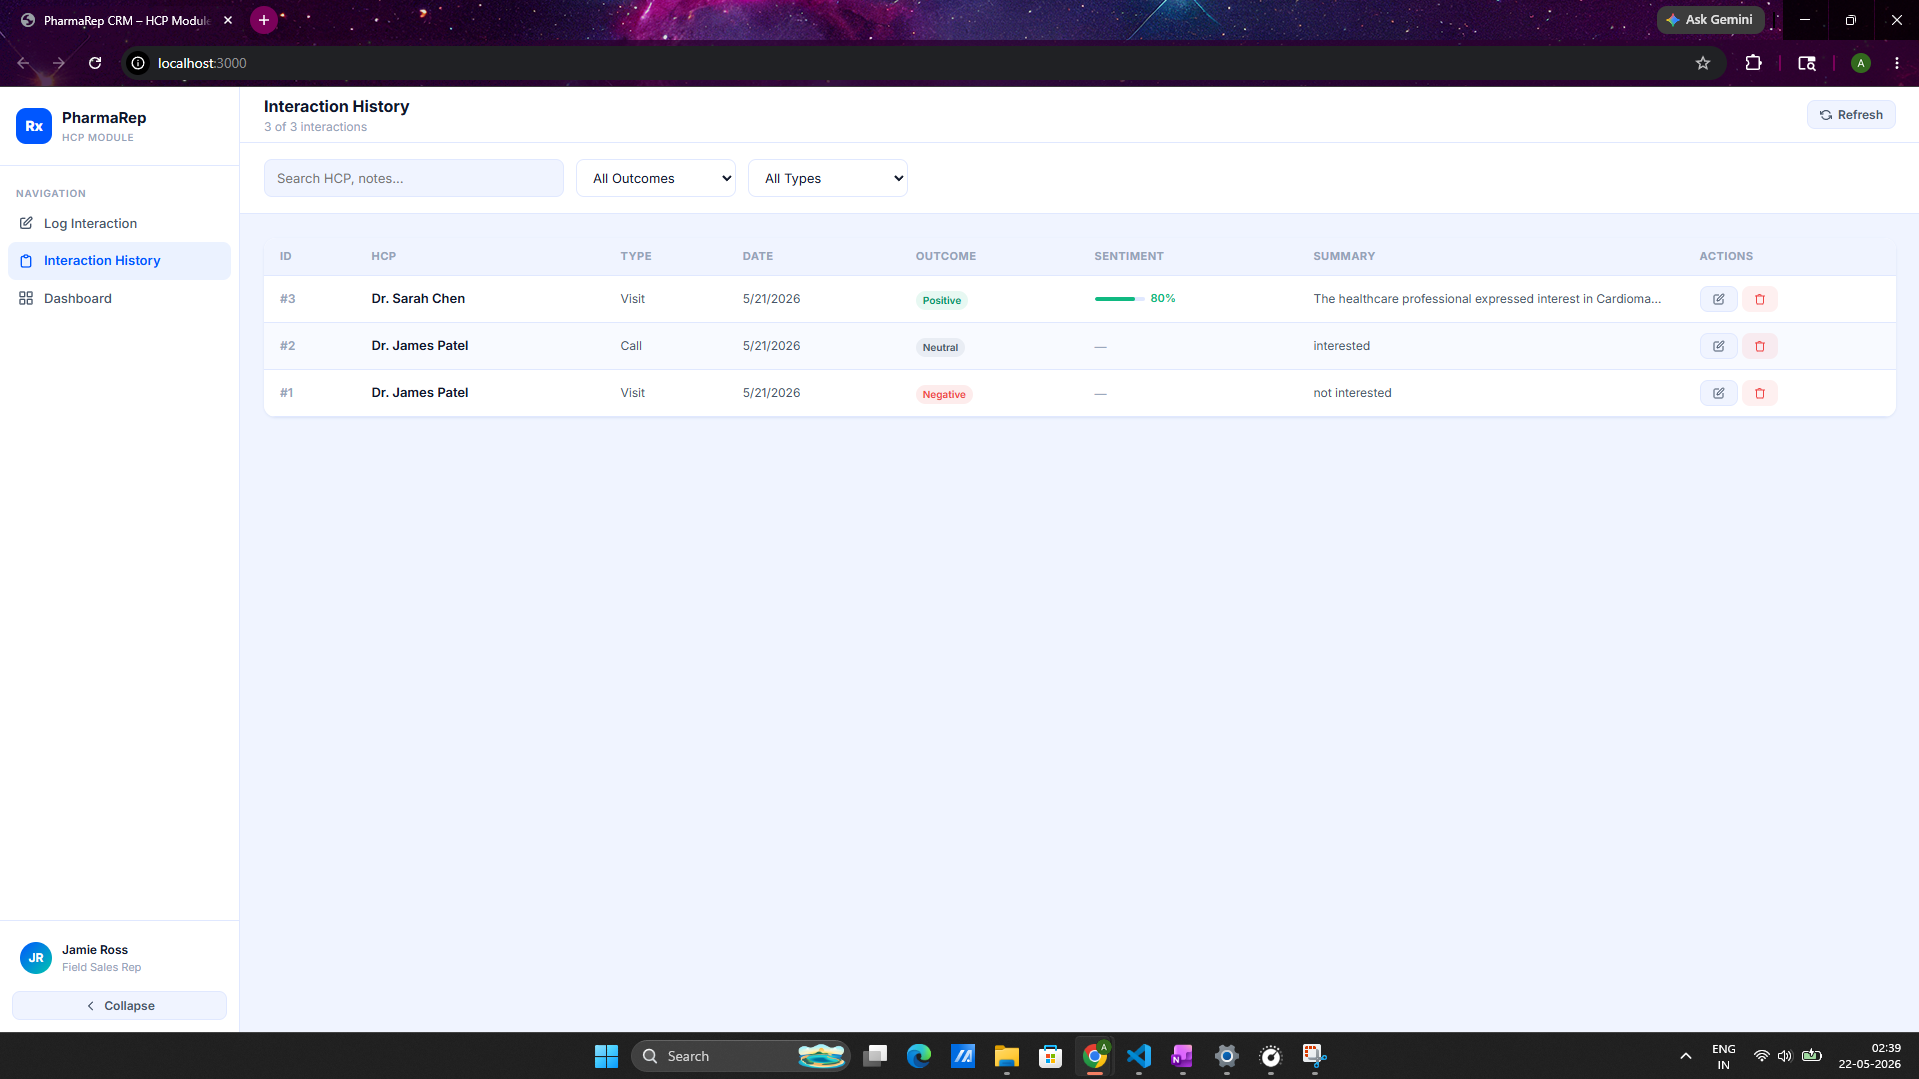 PharmaRep CRM – HCP Module
Ask Gemini
localhost:3000
A
Rx
PharmaRep
HCP MODULE
NAVIGATION
Log Interaction
Interaction History
Dashboard
Interaction History
3 of 3 interactions
Refresh
Search HCP, notes...
All Outcomes
All Types
ID HCP TYPE DATE OUTCOME SENTIMENT SUMMARY ACTIONS
#3 Dr. Sarah Chen Visit 5/21/2026 Positive 80% The healthcare professional expressed interest in Cardioma...
#2 Dr. James Patel Call 5/21/2026 Neutral — interested
#1 Dr. James Patel Visit 5/21/2026 Negative — not interested
JR
Jamie Ross
Field Sales Rep
Collapse
Search
A
N
ENG
IN
02:39
22-05-2026